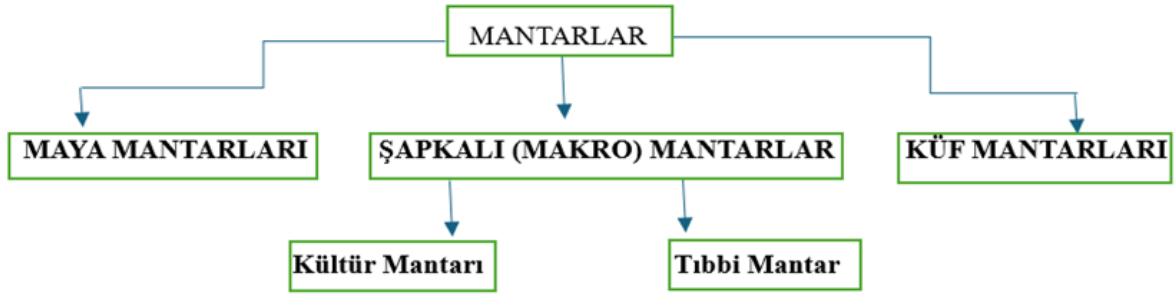 MANTARLAR
MAYA MANTARLARI
ŞAPKALI (MAKRO) MANTARLAR
KÜF MANTARLARI
Kültür Mantarı
Tıbbi Mantar